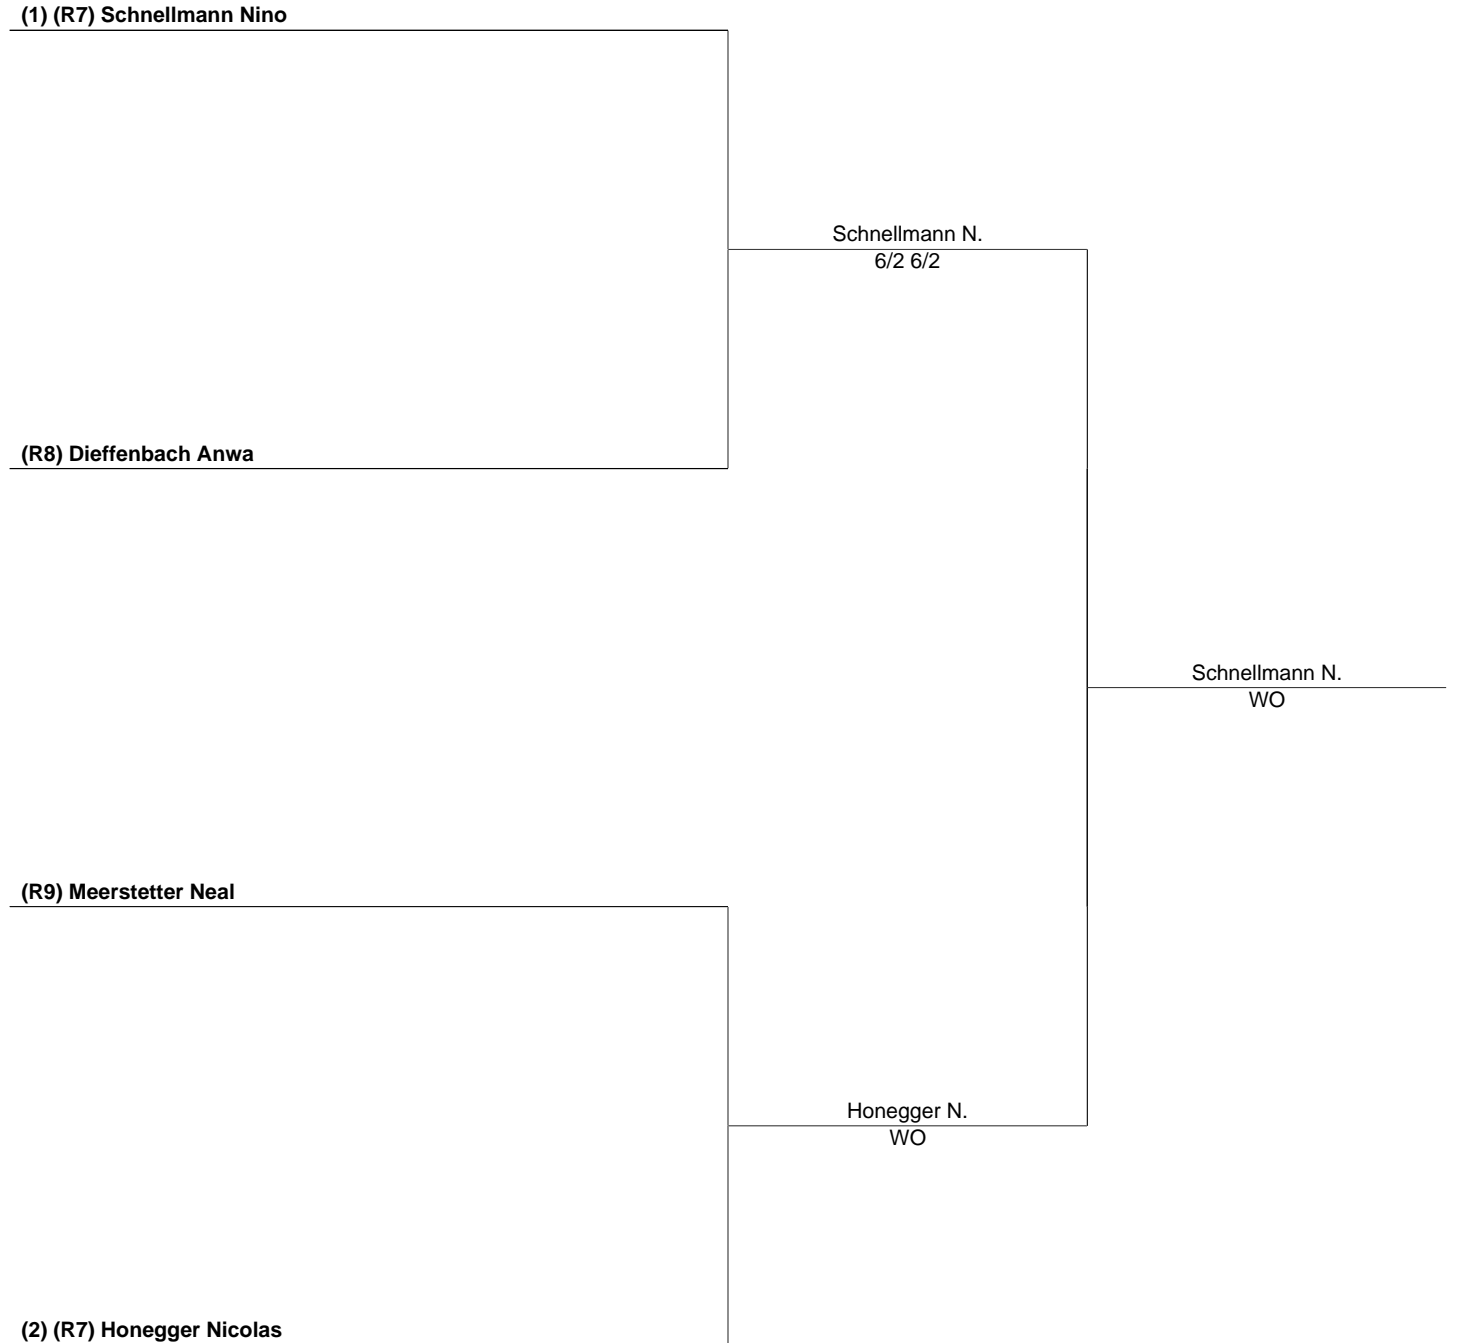 (1) (R7) Schnellmann Nino
Schnellmann N.
6/2 6/2
(R8) Dieffenbach Anwa
Schnellmann N.
WO
(R9) Meerstetter Neal
Honegger N.
WO
(2) (R7) Honegger Nicolas